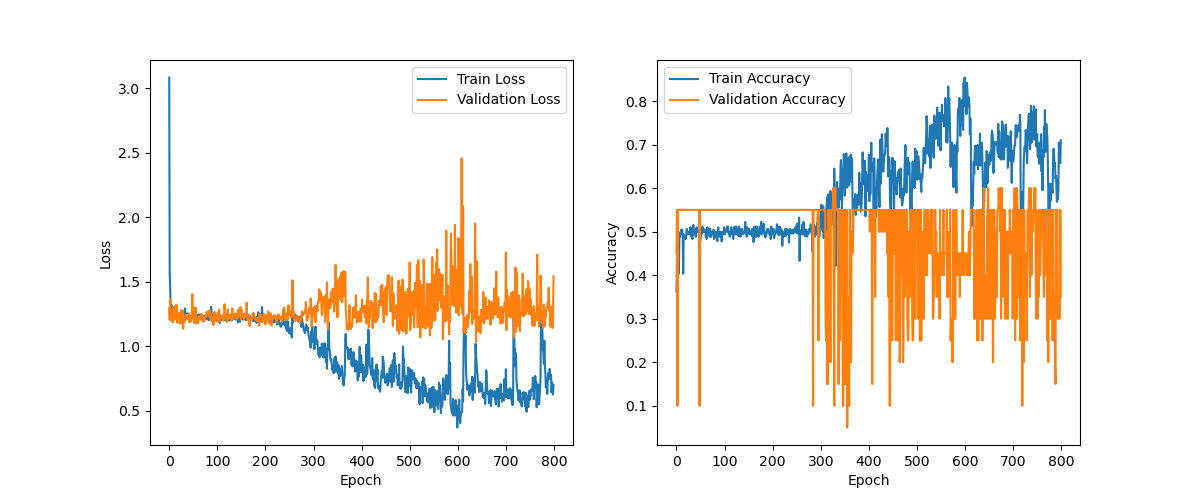 Train Loss
Validation Loss
3.0
2.5
2.0
1.5
1.0
0.5
0 100 200 300 400 500 600 700 800
Loss
Epoch
Train Accuracy
Validation Accuracy
0.8
0.7
0.6
0.5
0.4
0.3
0.2
0.1
0 100 200 300 400 500 600 700 800
Accuracy
Epoch